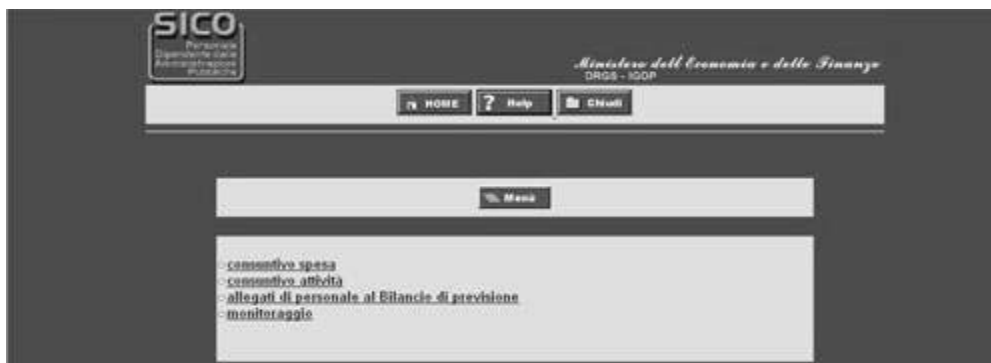 SICO
Personale
Dipendente dalle
Amministrazioni
Pubbliche
Ministero dell'Economia e delle Finanze
DRGS - IGOP
HOME
? Help
Chiudi
Menù
consuntivo spesa
consuntivo attività
allegati di personale al Bilancio di previsione
monitoraggio